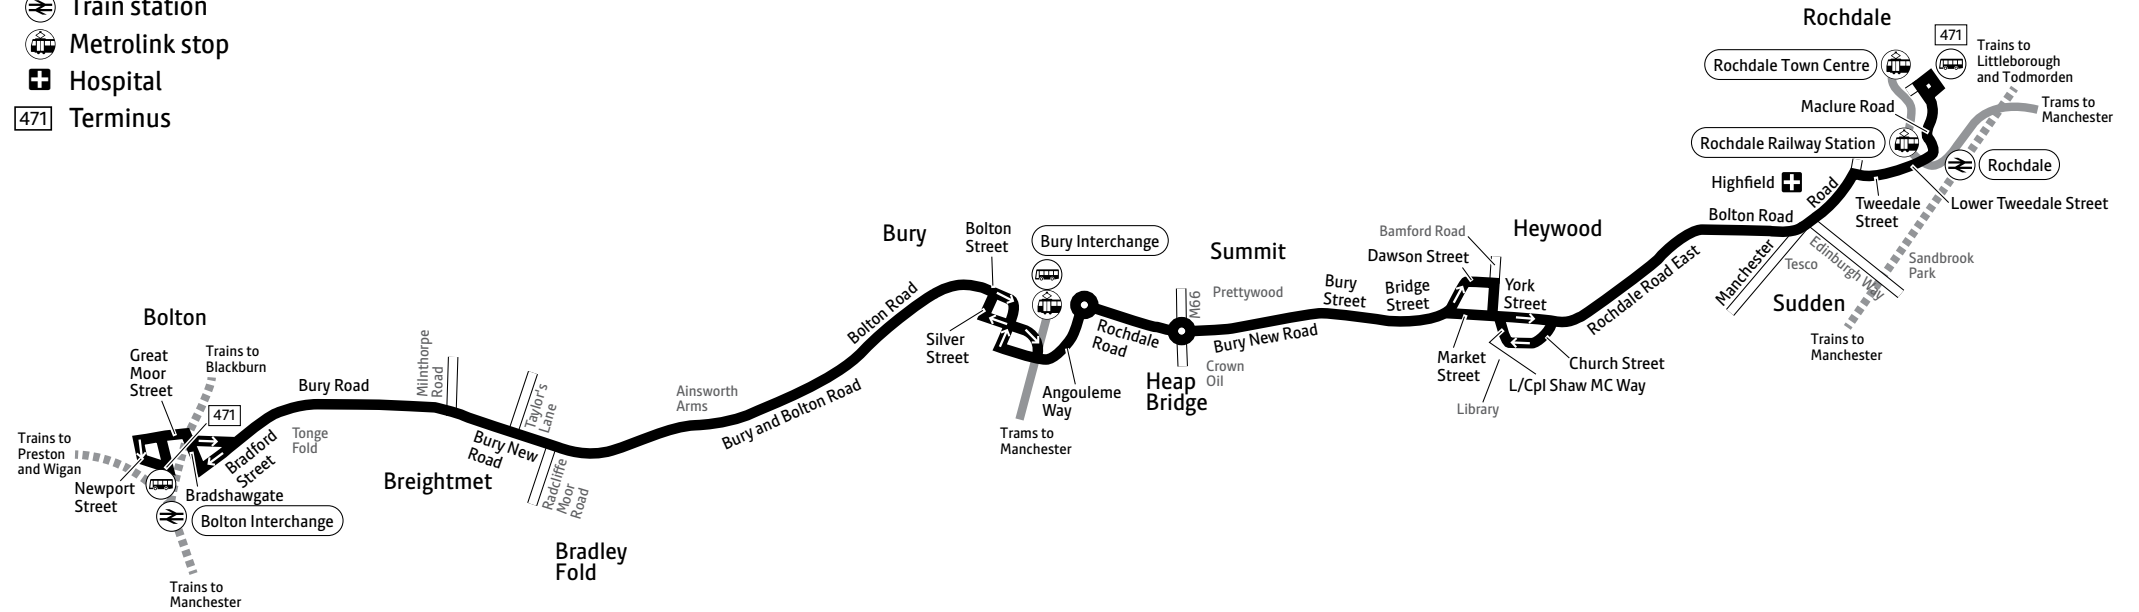 Train station
Metrolink stop
Hospital
471 Terminus
Bolton
Great
Moor
Street
Trains to
Blackburn
471
Trains to
Preston
and Wigan
Newport
Street
Bradshawgate
Bolton Interchange
Trains to
Manchester
Bradford
Street
Tonge
Fold
Bury Road
Milnthorpe
Road
Breightmet
Bury New
Road
Taylor's
Lane
Radcliffe
Moor
Road
Bradley
Fold
Ainsworth
Arms
Bury and Bolton Road
Bolton Road
Bury
Bolton
Street
Silver
Street
Bury Interchange
Trams to
Manchester
Angouleme
Way
Rochdale
Road
Heap
Bridge
M66
Crown
Oil
Summit
Prettywood
Bury New Road
Bury
Street
Bridge
Street
Bamford Road
Dawson Street
Heywood
York
Street
Market
Street
Church Street
L/Cpl Shaw MC Way
Library
Rochdale Road East
Bolton Road
Manchester
Road
Tesco
Edinburgh Way
Sudden
Sandbrook
Park
Trains to
Manchester
Highfield
Tweedale
Street
Lower Tweedale Street
Rochdale
Rochdale Railway Station
Maclure Road
Rochdale Town Centre
Rochdale
471
Trains to
Littleborough
and Todmorden
Trams to
Manchester